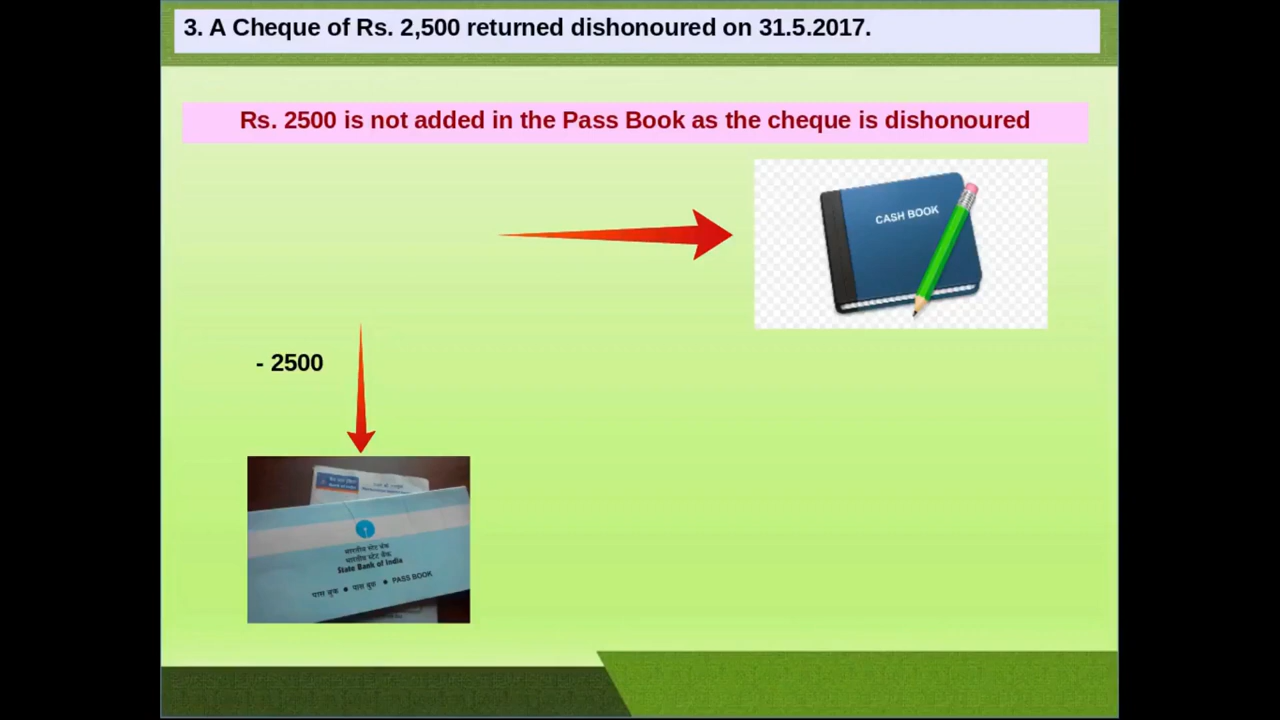 3. A Cheque of Rs. 2,500 returned dishonoured on 31.5.2017.
Rs. 2500 is not added in the Pass Book as the cheque is dishonoured
CASH BOOK
- 2500
भारतीय स्टेट बैंक
State Bank of India
पास बुक • पास बुक • PASS BOOK